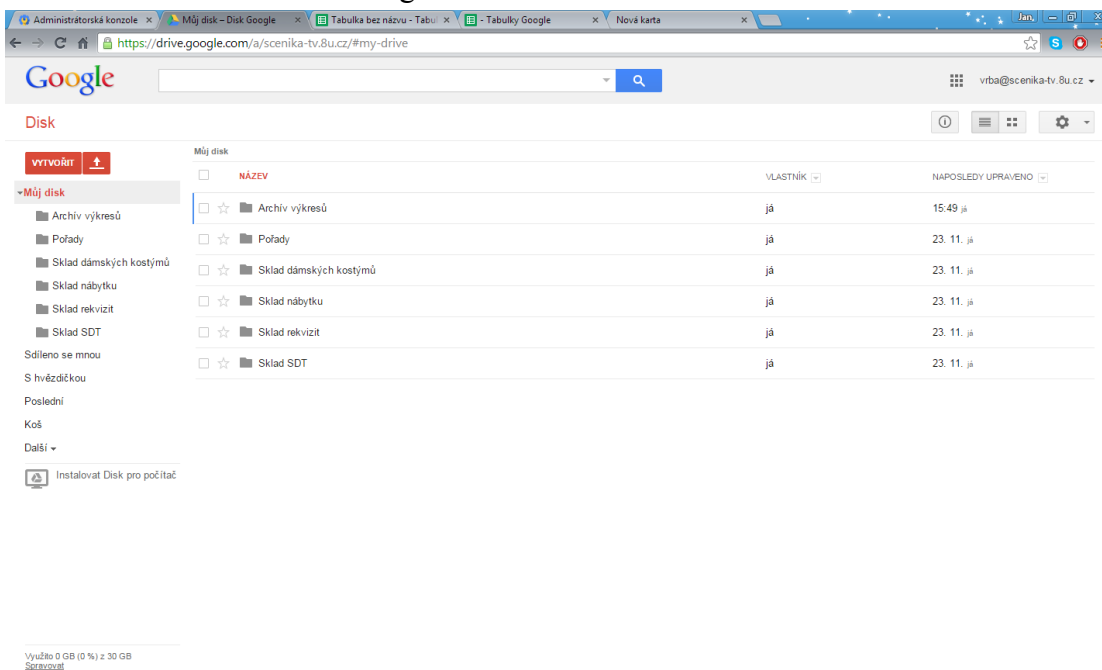 Administrátorská konzole Můj disk – Disk Google Tabulka bez názvu - Tabul - Tabulky Google Nová karta Jan,
https://drive.google.com/a/scenika-tv.8u.cz/#my-drive
Google vrba@scenika-tv.8u.cz
Disk
VYTVOŘIT
Můj disk
Archív výkresů
Pořady
Sklad dámských kostýmů
Sklad nábytku
Sklad rekvizit
Sklad SDT
Sdíleno se mnou
S hvězdičkou
Poslední
Koš
Další
Instalovat Disk pro počítač
Využito 0 GB (0 %) z 30 GB
Spravovat
Můj disk
NÁZEV VLASTNÍK NAPOSLEDY UPRAVENO
Archív výkresů já 15:49 já
Pořady já 23. 11. já
Sklad dámských kostýmů já 23. 11. já
Sklad nábytku já 23. 11. já
Sklad rekvizit já 23. 11. já
Sklad SDT já 23. 11. já